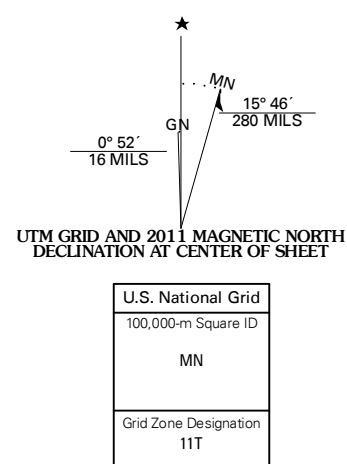 ★
MN
15° 46´
280 MILS
GN
0° 52´
16 MILS
UTM GRID AND 2011 MAGNETIC NORTH
DECLINATION AT CENTER OF SHEET
U.S. National Grid
100,000-m Square ID
MN
Grid Zone Designation
11T